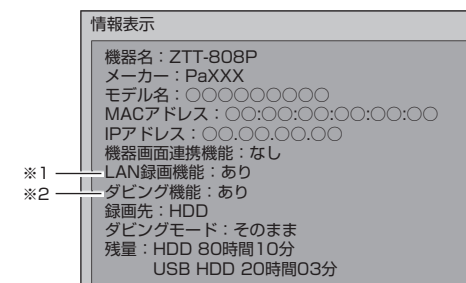 情報表示
機器名：ZTT-808P
メーカー：PaXXX
モデル名：○○○○○○○○○
MACアドレス：○○:○○:○○:○○:○○:○○
IPアドレス：○○.○○.○○.○○
機器画面連携機能：なし
※1 LAN録画機能：あり
※2 ダビング機能：あり
録画先：HDD
ダビングモード：そのまま
残量：HDD 80時間10分
USB HDD 20時間03分